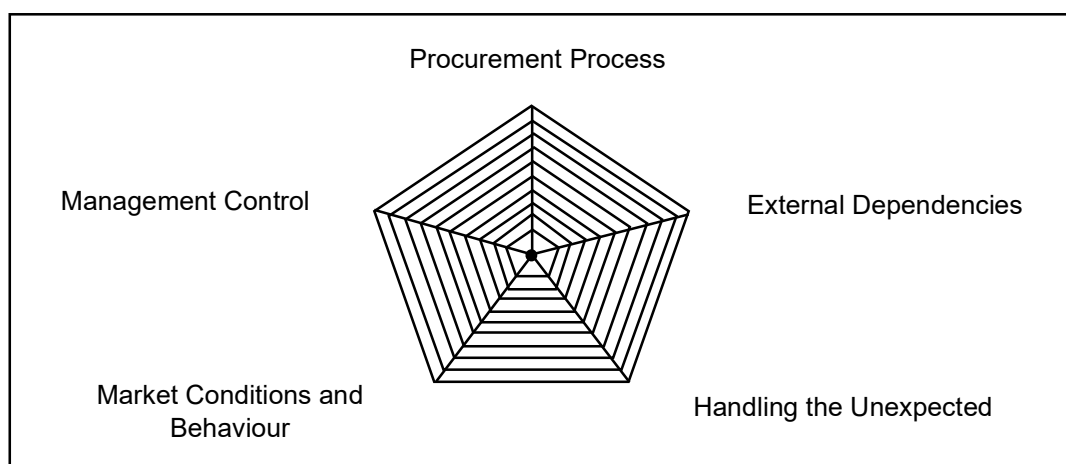 Procurement Process
Management Control
External Dependencies
Market Conditions and
Behaviour
Handling the Unexpected